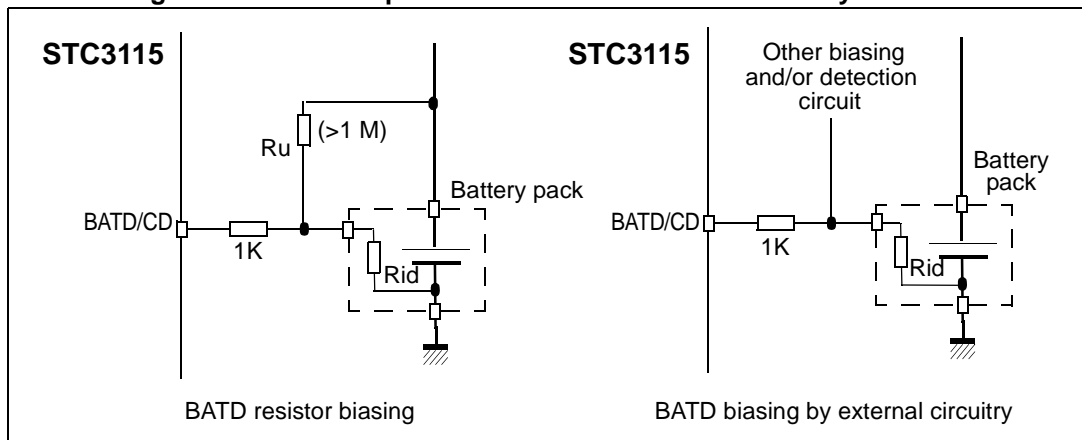 STC3115
Ru
(>1 M)
Battery pack
BATD/CD
1K
Rid
BATD resistor biasing
STC3115
Other biasing
and/or detection
circuit
Battery
pack
BATD/CD
1K
Rid
BATD biasing by external circuitry